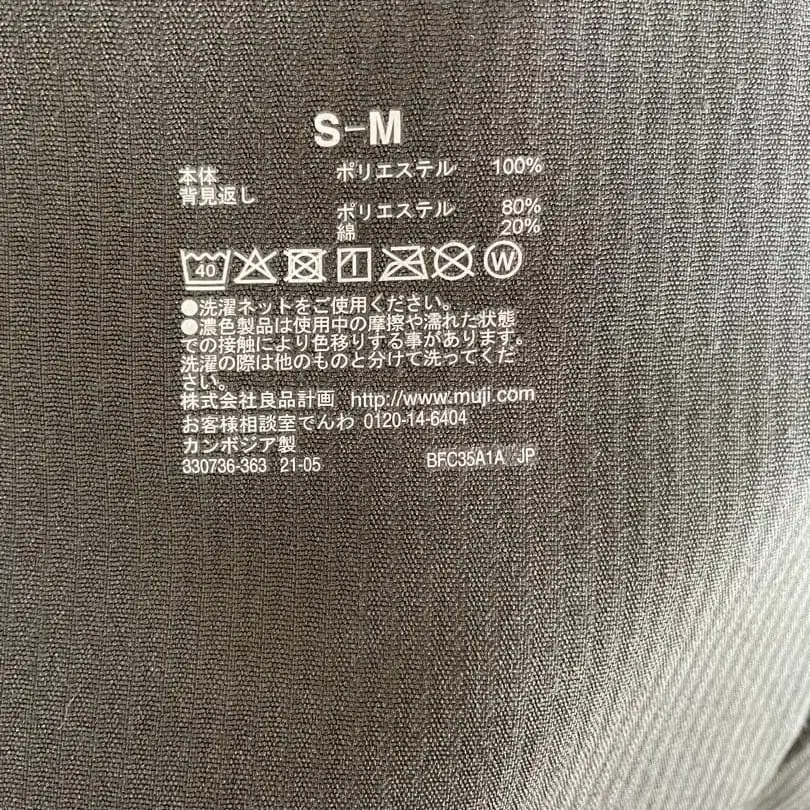 S-M
本体 ポリエステル 100%
背見返し
ポリエステル 80%
綿 20%
40 W
●洗濯ネットをご使用ください。
●濃色製品は使用中の摩擦や濡れた状態
での接触により色移りする事があります。
洗濯の際は他のものと分けて洗ってくだ
さい。
株式会社良品計画 http://www.muji.com
お客様相談室でんわ 0120-14-6404
カンボジア製
330736-363 21-05 BFC35A1A JP